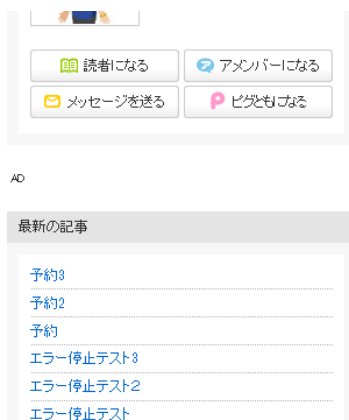 読者になる アメンバーになる
メッセージを送る ピグともになる
AD
最新の記事
予約3
予約2
予約
エラー停止テスト3
エラー停止テスト2
エラー停止テスト